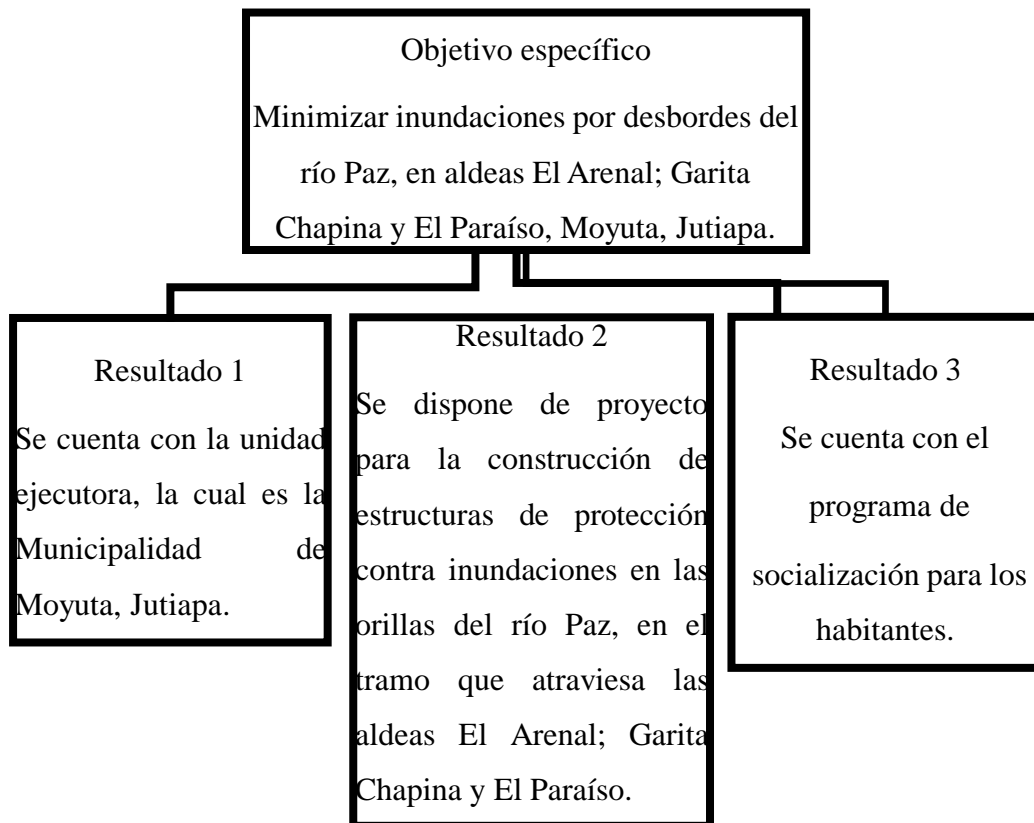 Objetivo específico
Minimizar inundaciones por desbordes del
río Paz, en aldeas El Arenal; Garita
Chapina y El Paraíso, Moyuta, Jutiapa.
Resultado 1
Se cuenta con la unidad
ejecutora, la cual es la
Municipalidad de
Moyuta, Jutiapa.
Resultado 2
Se dispone de proyecto
para la construcción de
estructuras de protección
contra inundaciones en las
orillas del río Paz, en el
tramo que atraviesa las
aldeas El Arenal; Garita
Chapina y El Paraíso.
Resultado 3
Se cuenta con el
programa de
socialización para los
habitantes.